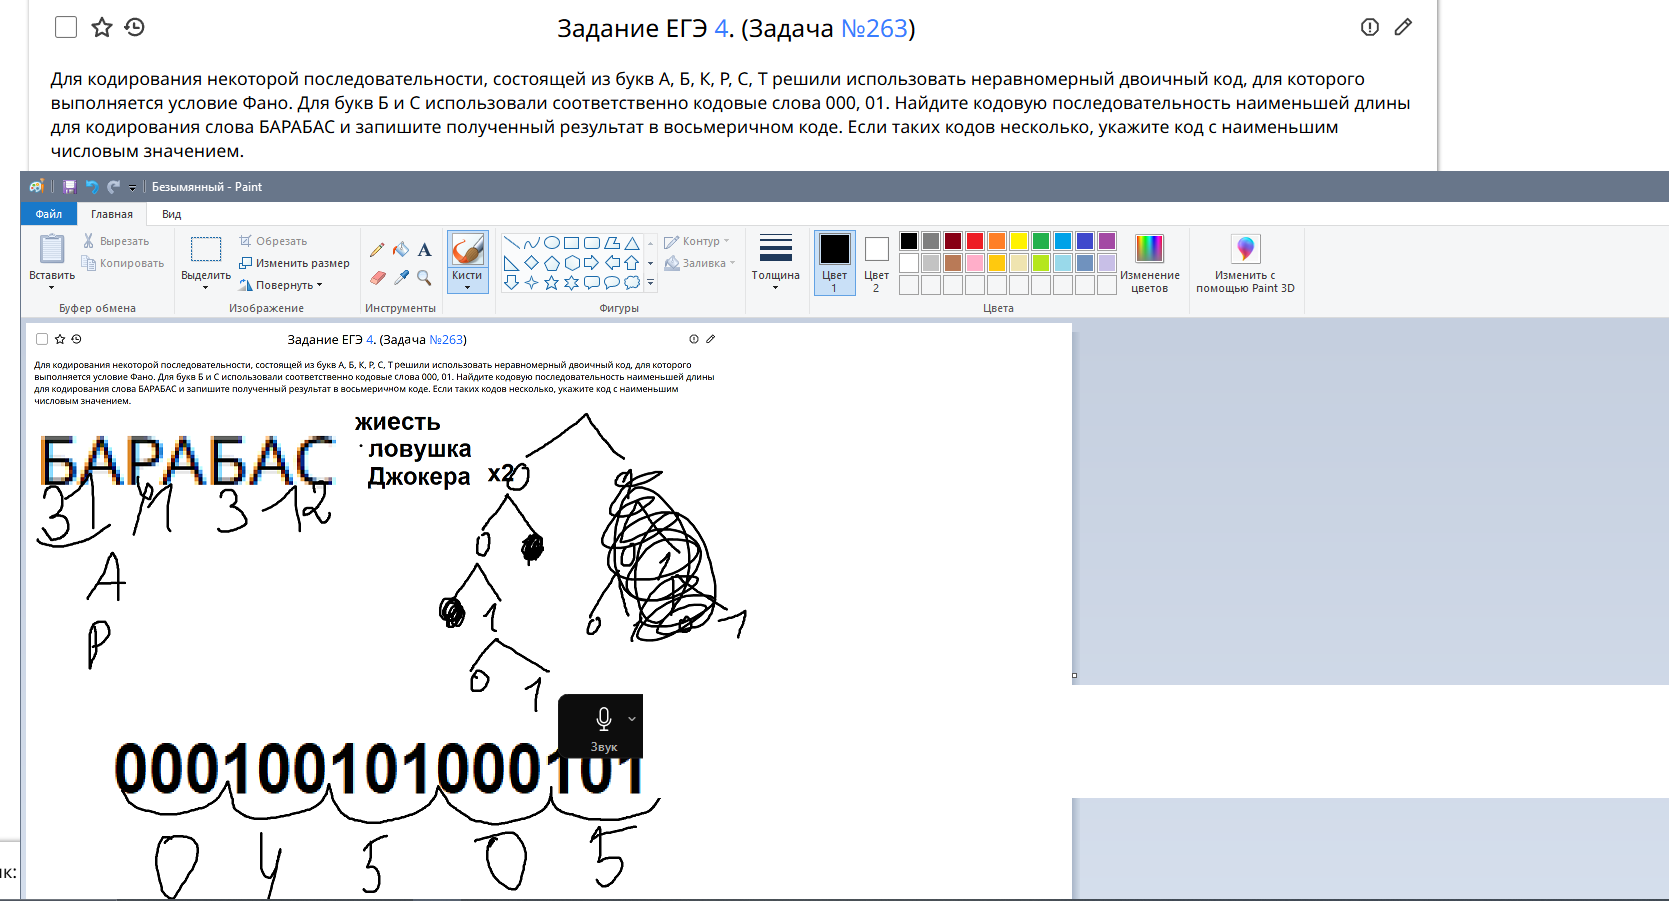 Задание ЕГЭ 4. (Задача №263)
Для кодирования некоторой последовательности, состоящей из букв А, Б, К, Р, С, Т решили использовать неравномерный двоичный код, для которого
выполняется условие Фано. Для букв Б и С использовали соответственно кодовые слова 000, 01. Найдите кодовую последовательность наименьшей длины
для кодирования слова БАРАБАС и запишите полученный результат в восьмеричном коде. Если таких кодов несколько, укажите код с наименьшим
числовым значением.
Безымянный - Paint
Файл Главная Вид
Вставить
Вырезать
Копировать
Буфер обмена
Выделить
Обрезать
Изменить размер
Повернуть
Изображение
A
Инструменты
Кисти
Контур
Заливка
Фигуры
Толщина
Цвет 1
Цвет 2
Изменение цветов
Цвета
Изменить с помощью Paint 3D
Задание ЕГЭ 4. (Задача №263)
Для кодирования некоторой последовательности, состоящей из букв А, Б, К, Р, С, Т решили использовать неравномерный двоичный код, для которого
выполняется условие Фано. Для букв Б и С использовали соответственно кодовые слова 000, 01. Найдите кодовую последовательность наименьшей длины
для кодирования слова БАРАБАС и запишите полученный результат в восьмеричном коде. Если таких кодов несколько, укажите код с наименьшим
числовым значением.
жиесть
ловушка
Джокера х2
БАРАБАС
0
3 1 1 3 1 2
0
0 1
А
1
0 1
Р
0 1
Звук
000100101000101
0 4 5 0 5
ик: